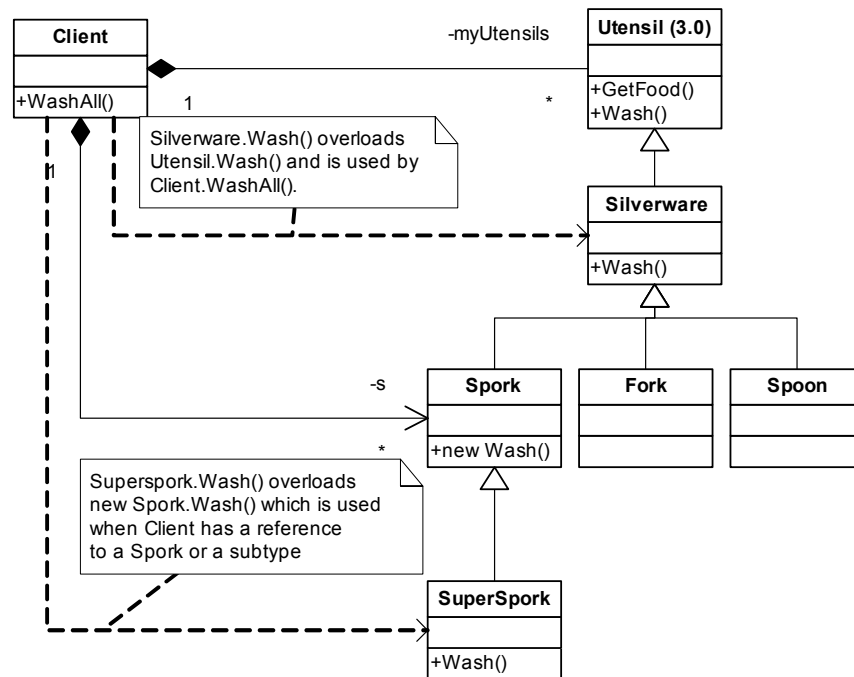 Client
+WashAll()
-myUtensils
1
*
Utensil (3.0)
+GetFood()
+Wash()
Silverware.Wash() overloads
Utensil.Wash() and is used by
Client.WashAll().
1
Silverware
+Wash()
-s
*
Spork
+new Wash()
Fork
Spoon
Superspork.Wash() overloads
new Spork.Wash() which is used
when Client has a reference
to a Spork or a subtype
SuperSpork
+Wash()